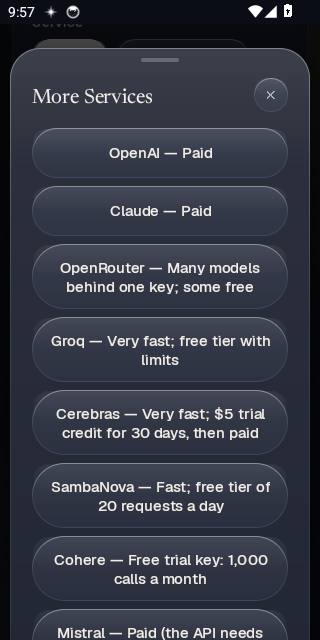 9:57
Service
More Services
OpenAI — Paid
Claude — Paid
OpenRouter — Many models
behind one key; some free
Groq — Very fast; free tier with
limits
Cerebras — Very fast; $5 trial
credit for 30 days, then paid
SambaNova — Fast; free tier of
20 requests a day
Cohere — Free trial key: 1,000
calls a month
Mistral — Paid (the API needs